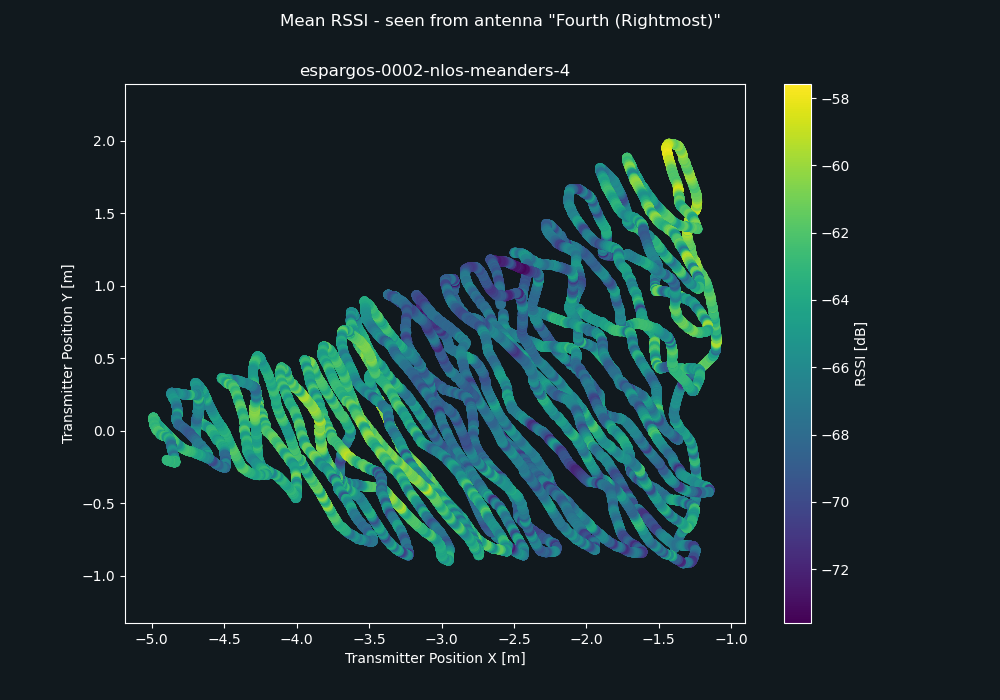 Mean RSSI - seen from antenna "Fourth (Rightmost)"
espargos-0002-nlos-meanders-4
2.0
1.5
1.0
0.5
0.0
−0.5
−1.0
Transmitter Position Y [m]
−5.0 −4.5 −4.0 −3.5 −3.0 −2.5 −2.0 −1.5 −1.0
Transmitter Position X [m]
−58
−60
−62
−64
−66
−68
−70
−72
RSSI [dB]